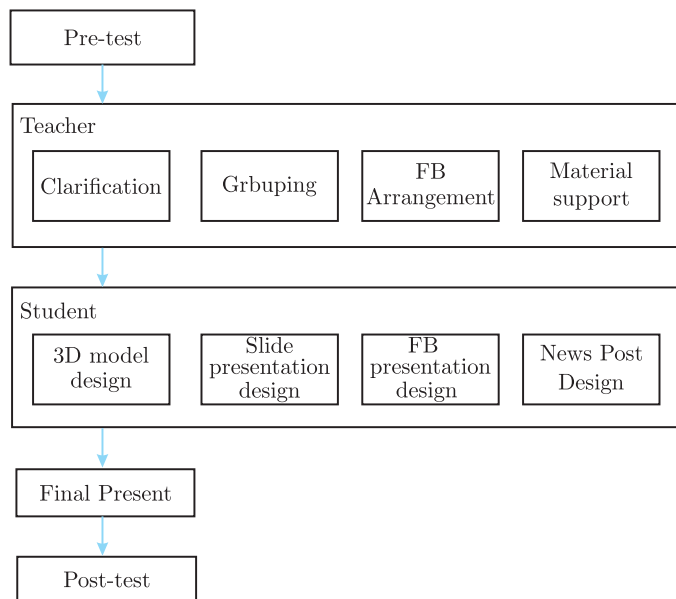 Pre-test
Teacher
Clarification
Grbuping
FB
Arrangement
Material
support
Student
3D model
design
Slide
presentation
design
FB
presentation
design
News Post
Design
Final Present
Post-test